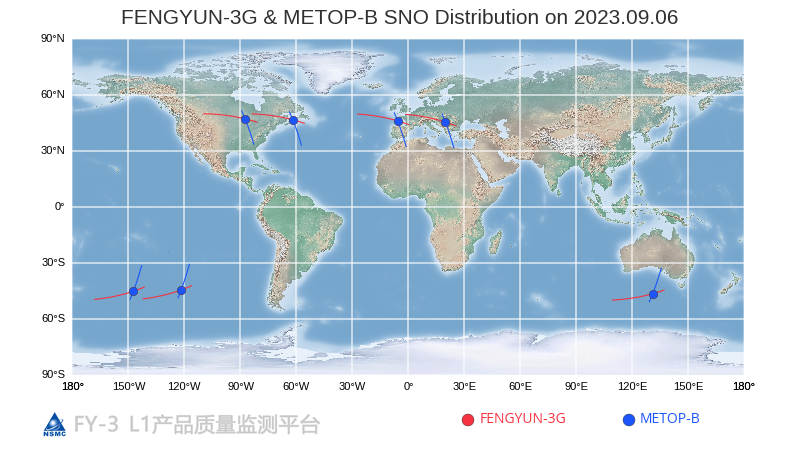 FENGYUN-3G & METOP-B SNO Distribution on 2023.09.06
90°N
60°N
30°N
0°
30°S
60°S
90°S
180° 150°W 120°W 90°W 60°W 30°W 0° 30°E 60°E 90°E 120°E 150°E 180°
NSMC FY-3 L1产品质量监测平台
FENGYUN-3G METOP-B